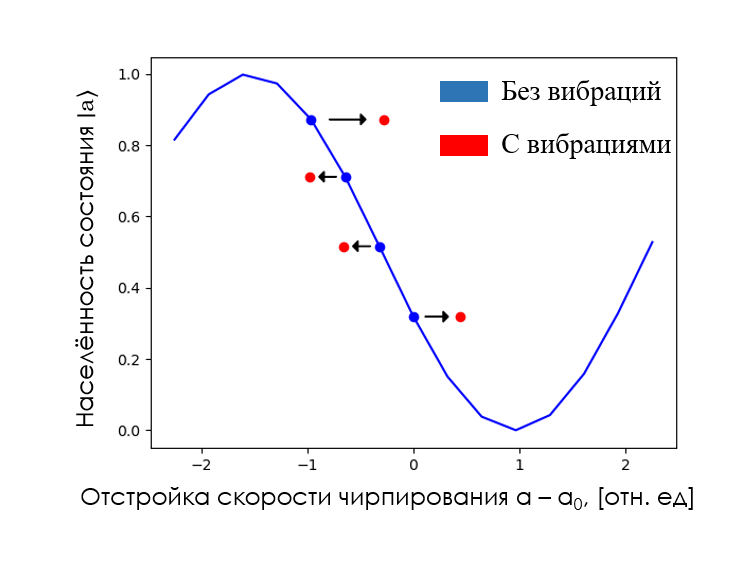 Населённость состояния |a⟩
1.0
0.8
0.6
0.4
0.2
0.0
Без вибраций
С вибрациями
−2
−1
0
1
2
Отстройка скорости чирпирования a – a₀, [отн. ед]